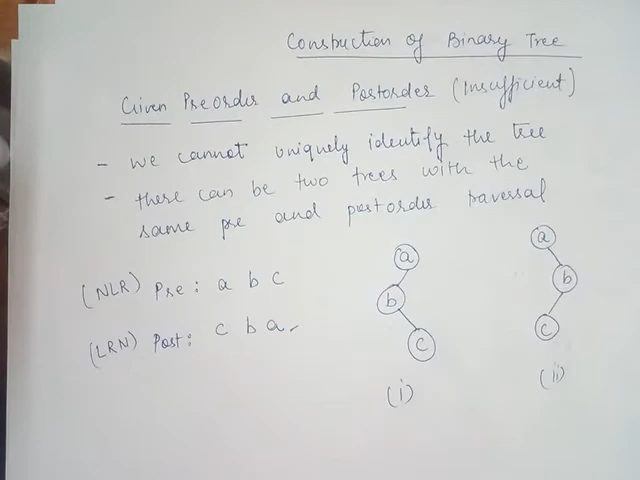 Construction of Binary Tree
Given Preorder and Postorder (Insufficient)
- we cannot uniquely identify the tree
- there can be two trees with the
same pre and postorder traversal
(NLR) Pre: a b c
(LRN) Post: c b a
a
b
c
(i)
a
b
c
(ii)